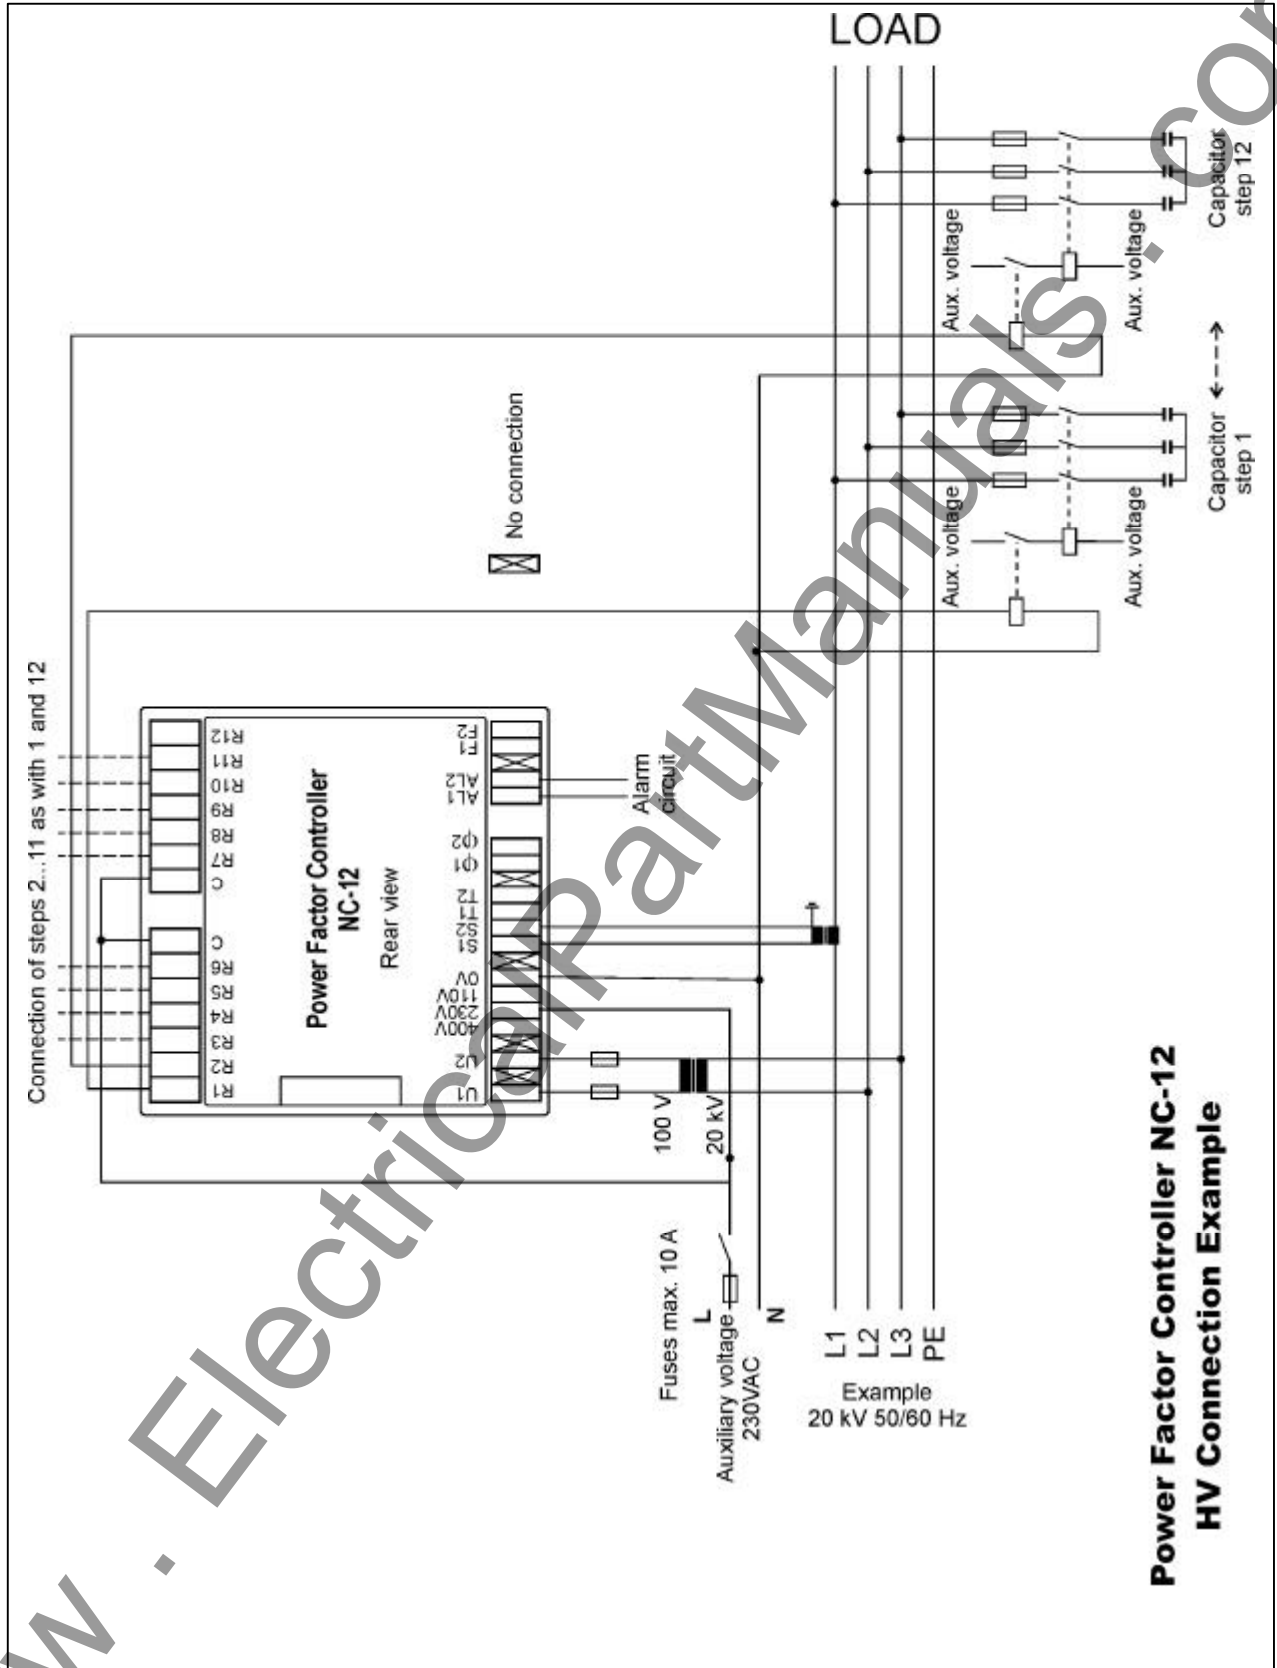 LOAD
Connection of steps 2...11 as with 1 and 12
R12
R11
R10
R9
R8
R7
C
C
R6
R5
R4
R3
R2
R1
Power Factor Controller
NC-12
Rear view
F2
F1
AL2
AL1
φ2
φ1
T2
T1
S2
S1
0V
110V
230V
400V
U2
U1
No connection
Alarm
circuit
100 V
20 kV
Fuses max. 10 A
L
Auxiliary voltage
230VAC
N
L1
L2
L3
PE
Example
20 kV 50/60 Hz
Aux. voltage
Aux. voltage
Capacitor
step 1
Aux. voltage
Aux. voltage
Capacitor
step 12
Power Factor Controller NC-12
HV Connection Example
w . ElectricalPartManuals . com